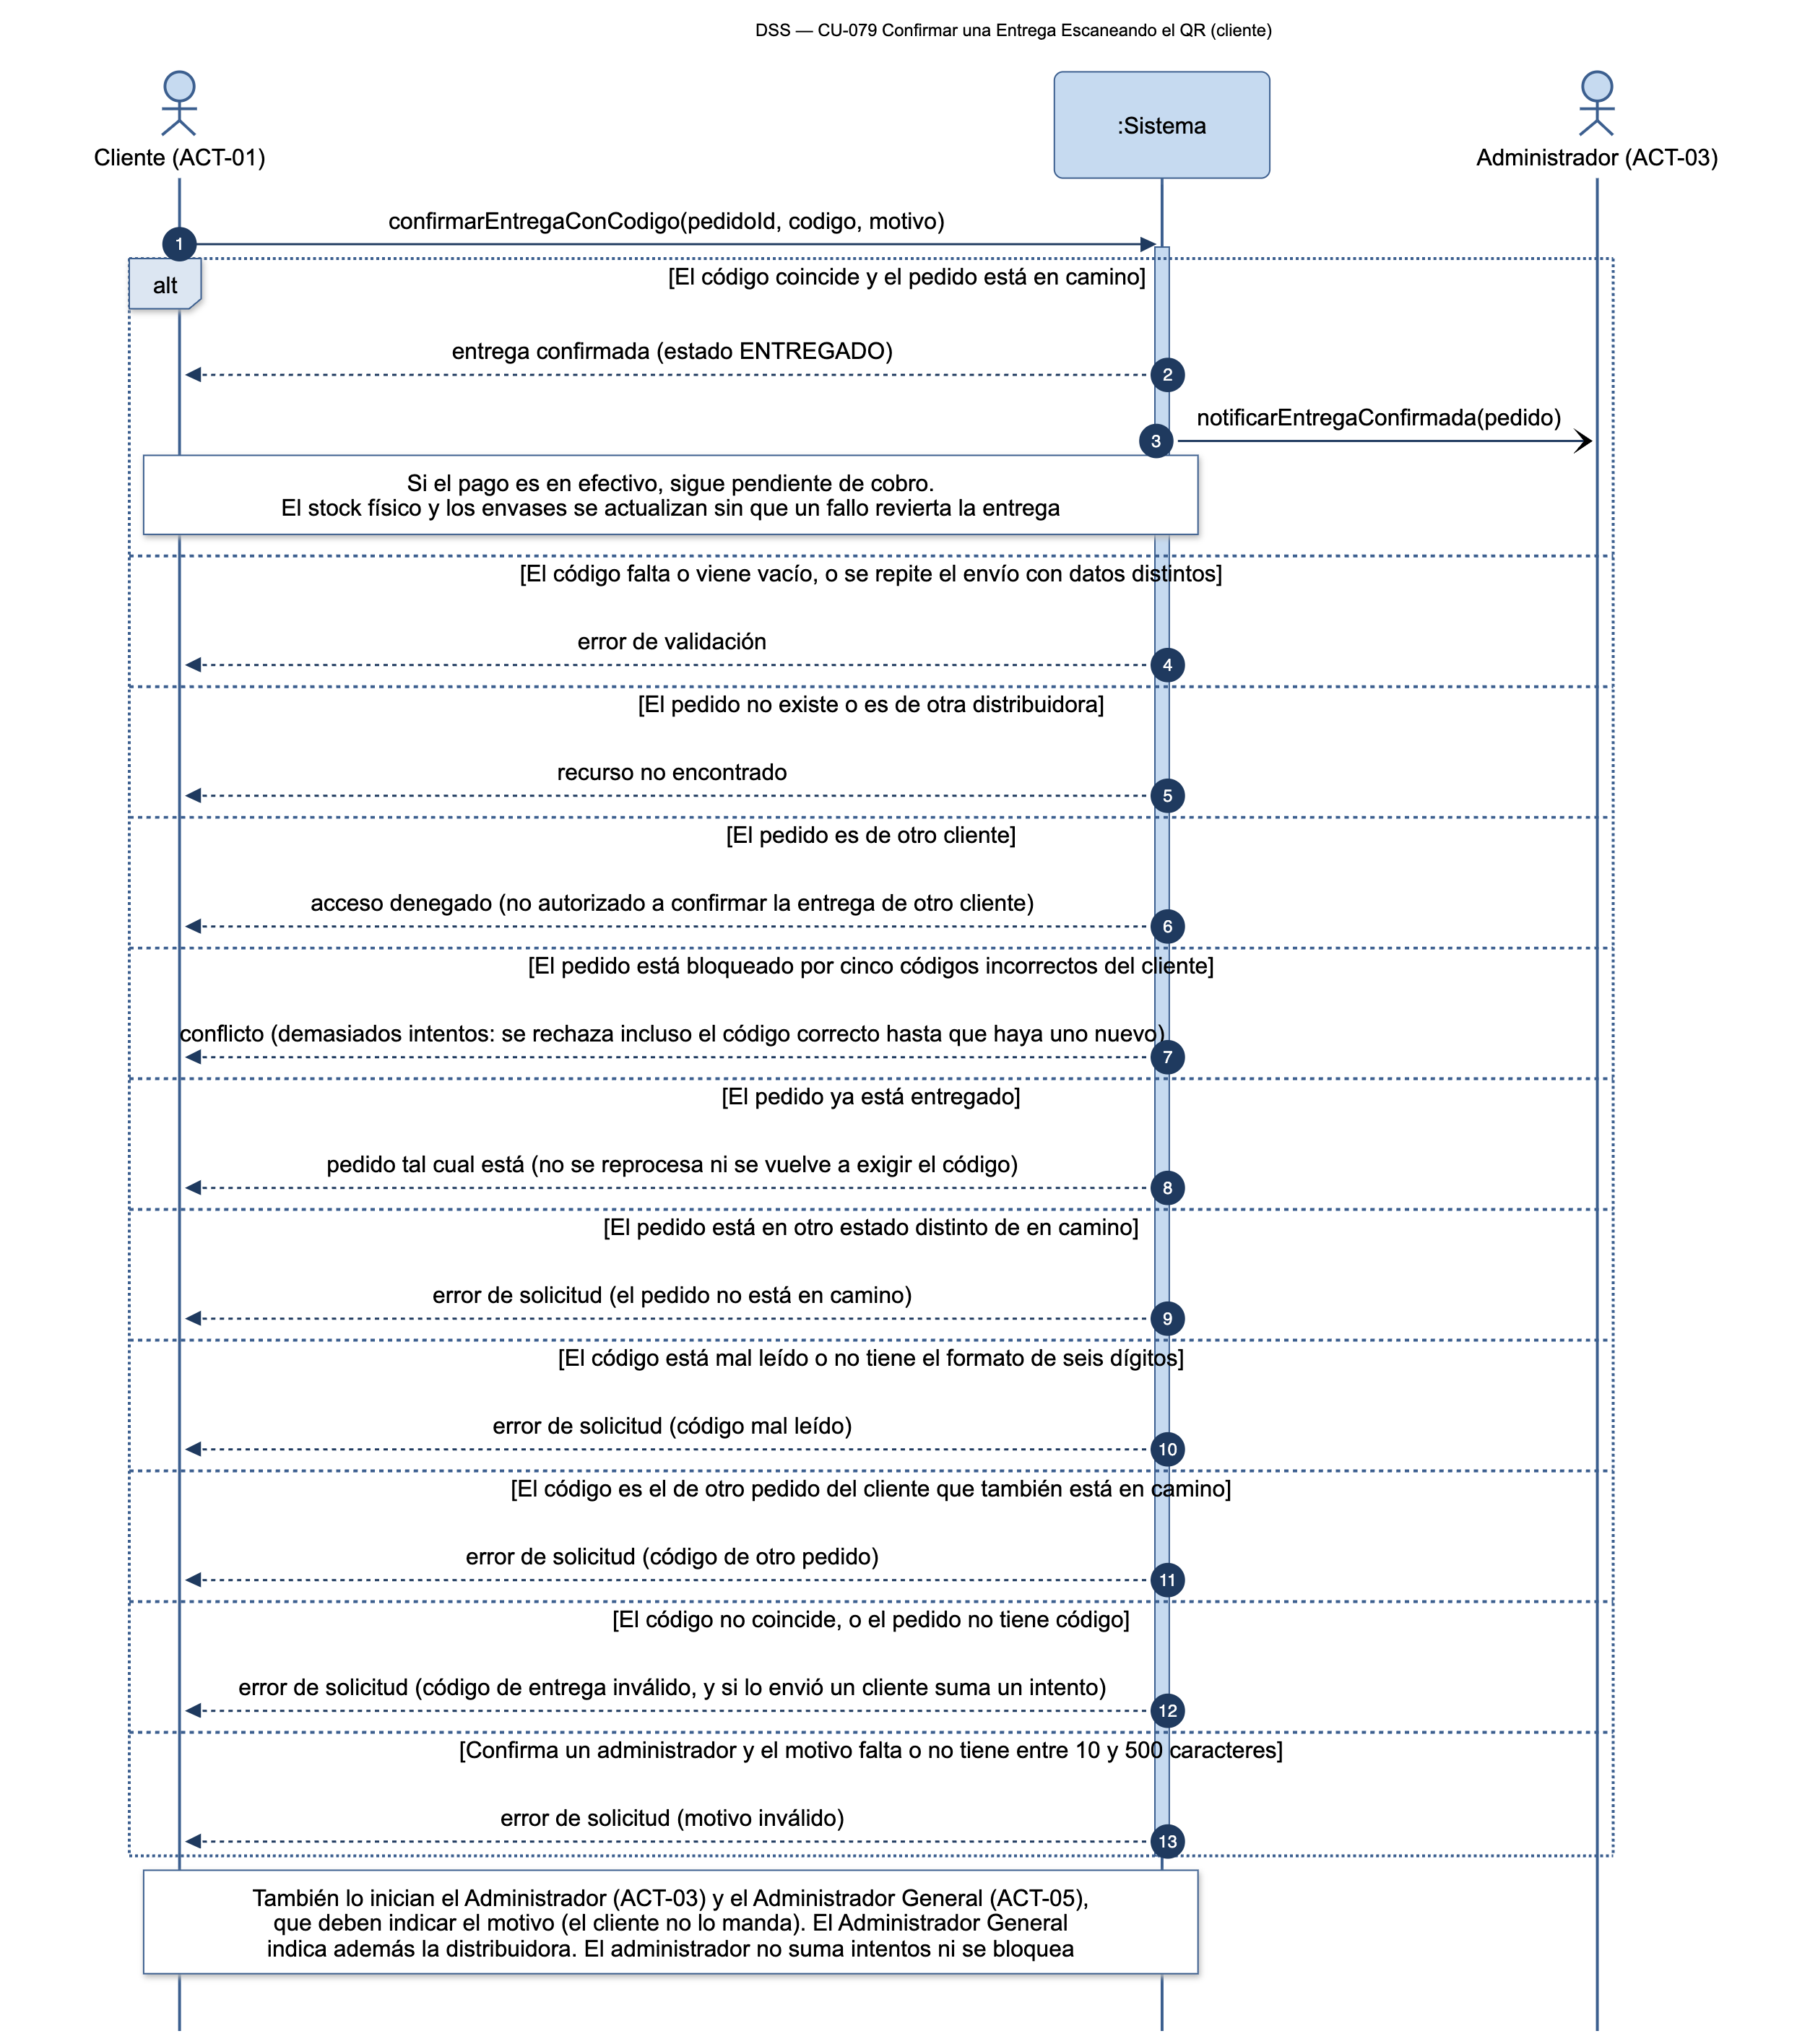 DSS — CU-079 Confirmar una Entrega Escaneando el QR (cliente)
Cliente (ACT-01)
:Sistema
Administrador (ACT-03)
confirmarEntregaConCodigo(pedidoId, codigo, motivo)
1
alt
[El código coincide y el pedido está en camino]
entrega confirmada (estado ENTREGADO)
2
notificarEntregaConfirmada(pedido)
3
Si el pago es en efectivo, sigue pendiente de cobro.
El stock físico y los envases se actualizan sin que un fallo revierta la entrega
[El código falta o viene vacío, o se repite el envío con datos distintos]
error de validación
4
[El pedido no existe o es de otra distribuidora]
recurso no encontrado
5
[El pedido es de otro cliente]
acceso denegado (no autorizado a confirmar la entrega de otro cliente)
6
[El pedido está bloqueado por cinco códigos incorrectos del cliente]
conflicto (demasiados intentos: se rechaza incluso el código correcto hasta que haya uno nuevo)
7
[El pedido ya está entregado]
pedido tal cual está (no se reprocesa ni se vuelve a exigir el código)
8
[El pedido está en otro estado distinto de en camino]
error de solicitud (el pedido no está en camino)
9
[El código está mal leído o no tiene el formato de seis dígitos]
error de solicitud (código mal leído)
10
[El código es el de otro pedido del cliente que también está en camino]
error de solicitud (código de otro pedido)
11
[El código no coincide, o el pedido no tiene código]
error de solicitud (código de entrega inválido, y si lo envió un cliente suma un intento)
12
[Confirma un administrador y el motivo falta o no tiene entre 10 y 500 caracteres]
error de solicitud (motivo inválido)
13
También lo inician el Administrador (ACT-03) y el Administrador General (ACT-05),
que deben indicar el motivo (el cliente no lo manda). El Administrador General
indica además la distribuidora. El administrador no suma intentos ni se bloquea